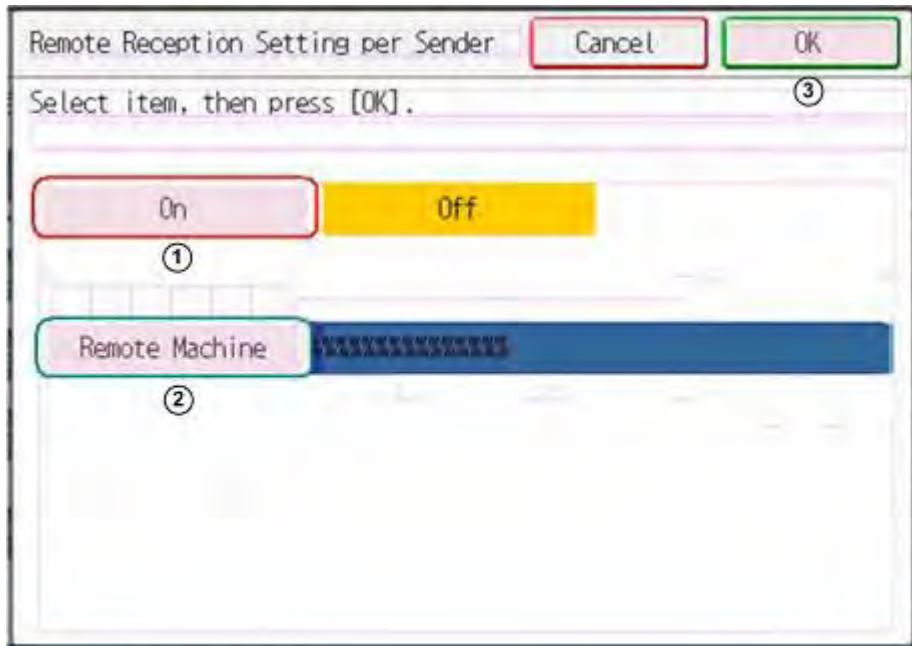 Remote Reception Setting per Sender Cancel OK
③
Select item, then press [OK].
On Off
①
Remote Machine
②